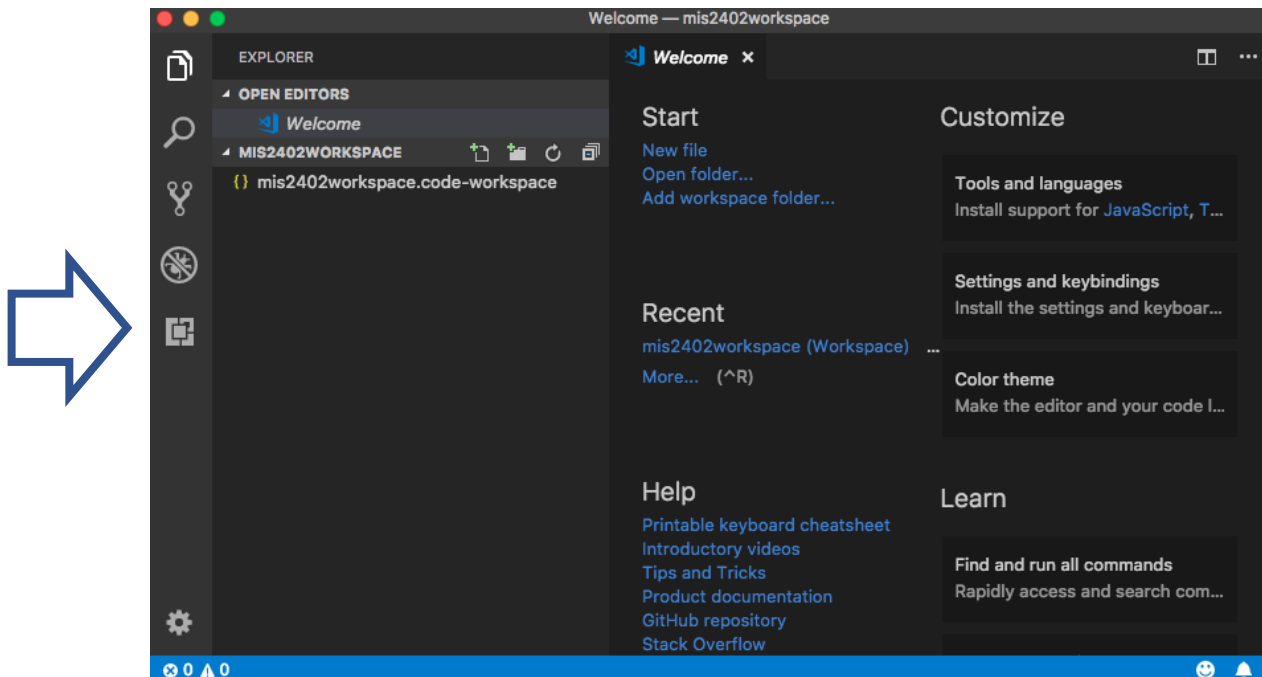 Welcome — mis2402workspace
EXPLORER
OPEN EDITORS
Welcome
MIS2402WORKSPACE
{} mis2402workspace.code-workspace
Welcome ×
Start
New file
Open folder...
Add workspace folder...
Recent
mis2402workspace (Workspace) ...
More... (^R)
Help
Printable keyboard cheatsheet
Introductory videos
Tips and Tricks
Product documentation
GitHub repository
Stack Overflow
Customize
Tools and languages
Install support for JavaScript, T...
Settings and keybindings
Install the settings and keyboar...
Color theme
Make the editor and your code l...
Learn
Find and run all commands
Rapidly access and search com...
0 0